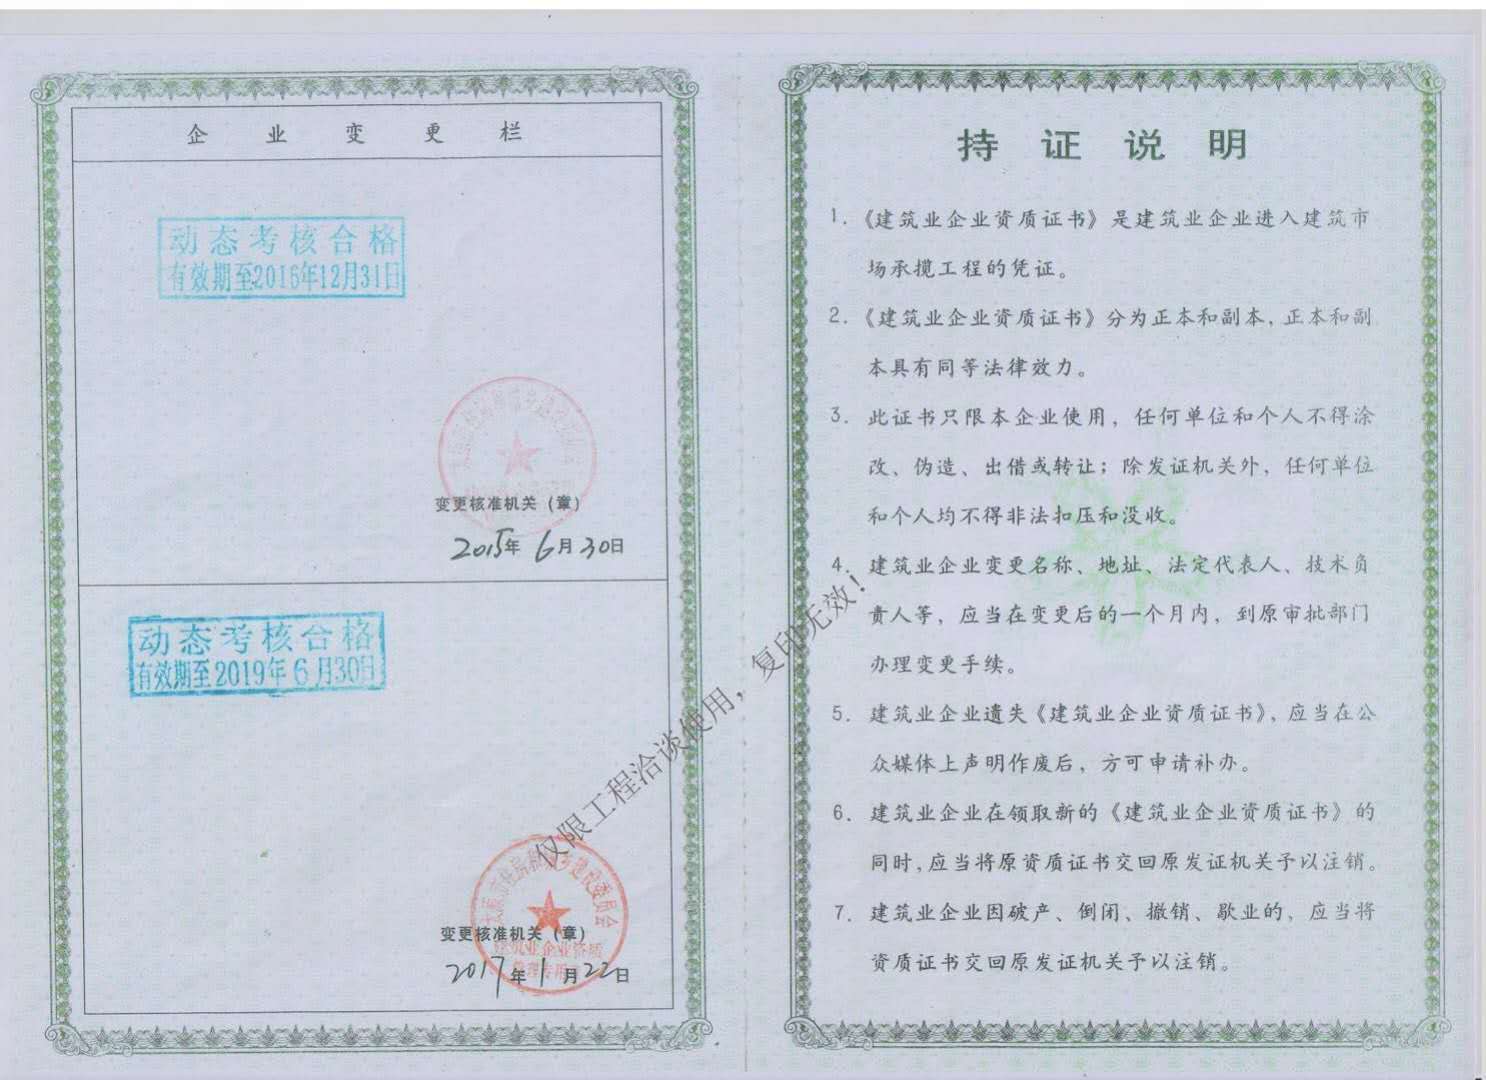 企业变更栏
动态考核合格
有效期至2016年12月31日
变更核准机关（章）
2015年6月30日
动态考核合格
有效期至2019年6月30日
太原市住房和城乡建设委员会
建筑业企业资质
管理专用章
变更核准机关（章）
2017年11月22日
仅限工程洽谈使用，复印无效！
持证说明
1.《建筑业企业资质证书》是建筑业企业进入建筑市
场承揽工程的凭证。
2.《建筑业企业资质证书》分为正本和副本，正本和副
本具有同等法律效力。
3. 此证书只限本企业使用，任何单位和个人不得涂
改、伪造、出借或转让；除发证机关外，任何单位
和个人均不得非法扣压和没收。
4. 建筑业企业变更名称、地址、法定代表人、技术负
责人等，应当在变更后的一个月内，到原审批部门
办理变更手续。
5. 建筑业企业遗失《建筑业企业资质证书》，应当在公
众媒体上声明作废后，方可申请补办。
6. 建筑业企业在领取新的《建筑业企业资质证书》的
同时，应当将原资质证书交回原发证机关予以注销。
7. 建筑业企业因破产、倒闭、撤销、歇业的，应当将
资质证书交回原发证机关予以注销。